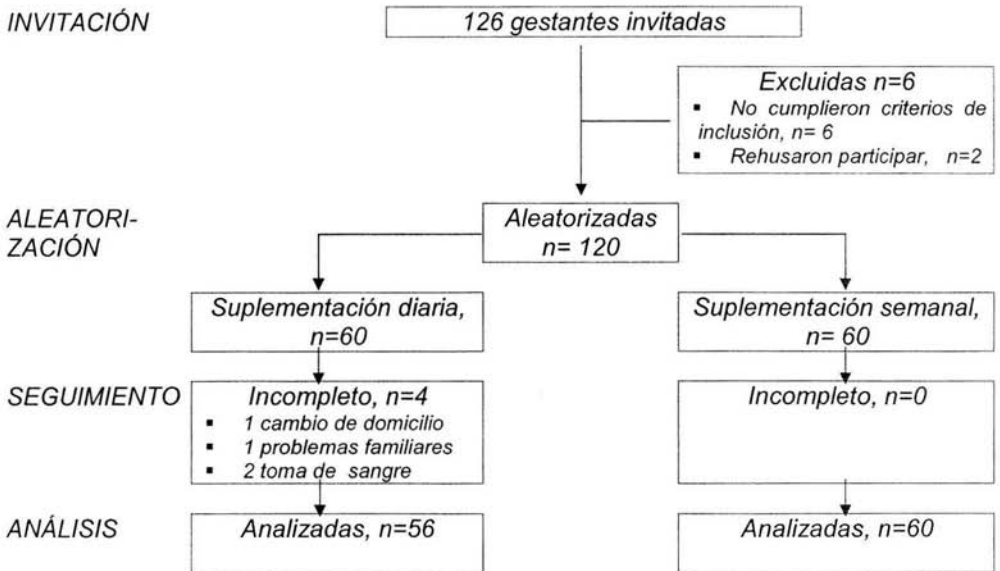 INVITACIÓN
126 gestantes invitadas
Excluidas n=6
▪ No cumplieron criterios de
inclusión, n= 6
▪ Rehusaron participar, n=2
ALEATORI-
ZACIÓN
Aleatorizadas
n= 120
Suplementación diaria,
n=60
Suplementación semanal,
n= 60
SEGUIMIENTO
Incompleto, n=4
▪ 1 cambio de domicilio
▪ 1 problemas familiares
▪ 2 toma de sangre
Incompleto, n=0
ANÁLISIS
Analizadas, n=56
Analizadas, n=60